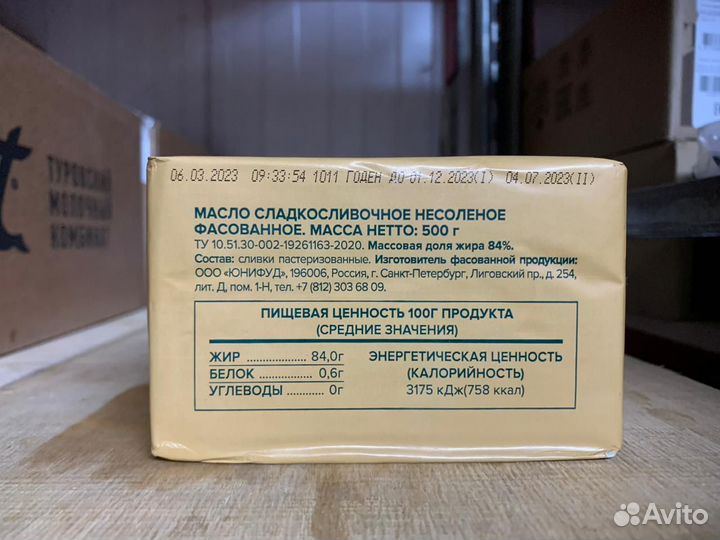 ТУРОВСКИЙ
МОЛОЧНЫЙ
КОМБИНАТ
06.03.2023 09:33:54 1011 ГОДЕН ДО 01.12.2023(I) 04.07.2023(II)
МАСЛО СЛАДКОСЛИВОЧНОЕ НЕСОЛЕНОЕ
ФАСОВАННОЕ. МАССА НЕТТО: 500 г
ТУ 10.51.30-002-19261163-2020. Массовая доля жира 84%.
Состав: сливки пастеризованные. Изготовитель фасованной продукции:
ООО «ЮНИФУД», 196006, Россия, г. Санкт-Петербург, Лиговский пр., д. 254,
лит. Д, пом. 1-Н, тел. +7 (812) 303 68 09.
ПИЩЕВАЯ ЦЕННОСТЬ 100Г ПРОДУКТА
(СРЕДНИЕ ЗНАЧЕНИЯ)
ЖИР ................ 84,0г
БЕЛОК ............. 0,6г
УГЛЕВОДЫ ......... 0г
ЭНЕРГЕТИЧЕСКАЯ ЦЕННОСТЬ
(КАЛОРИЙНОСТЬ)
3175 кДж(758 ккал)
Avito